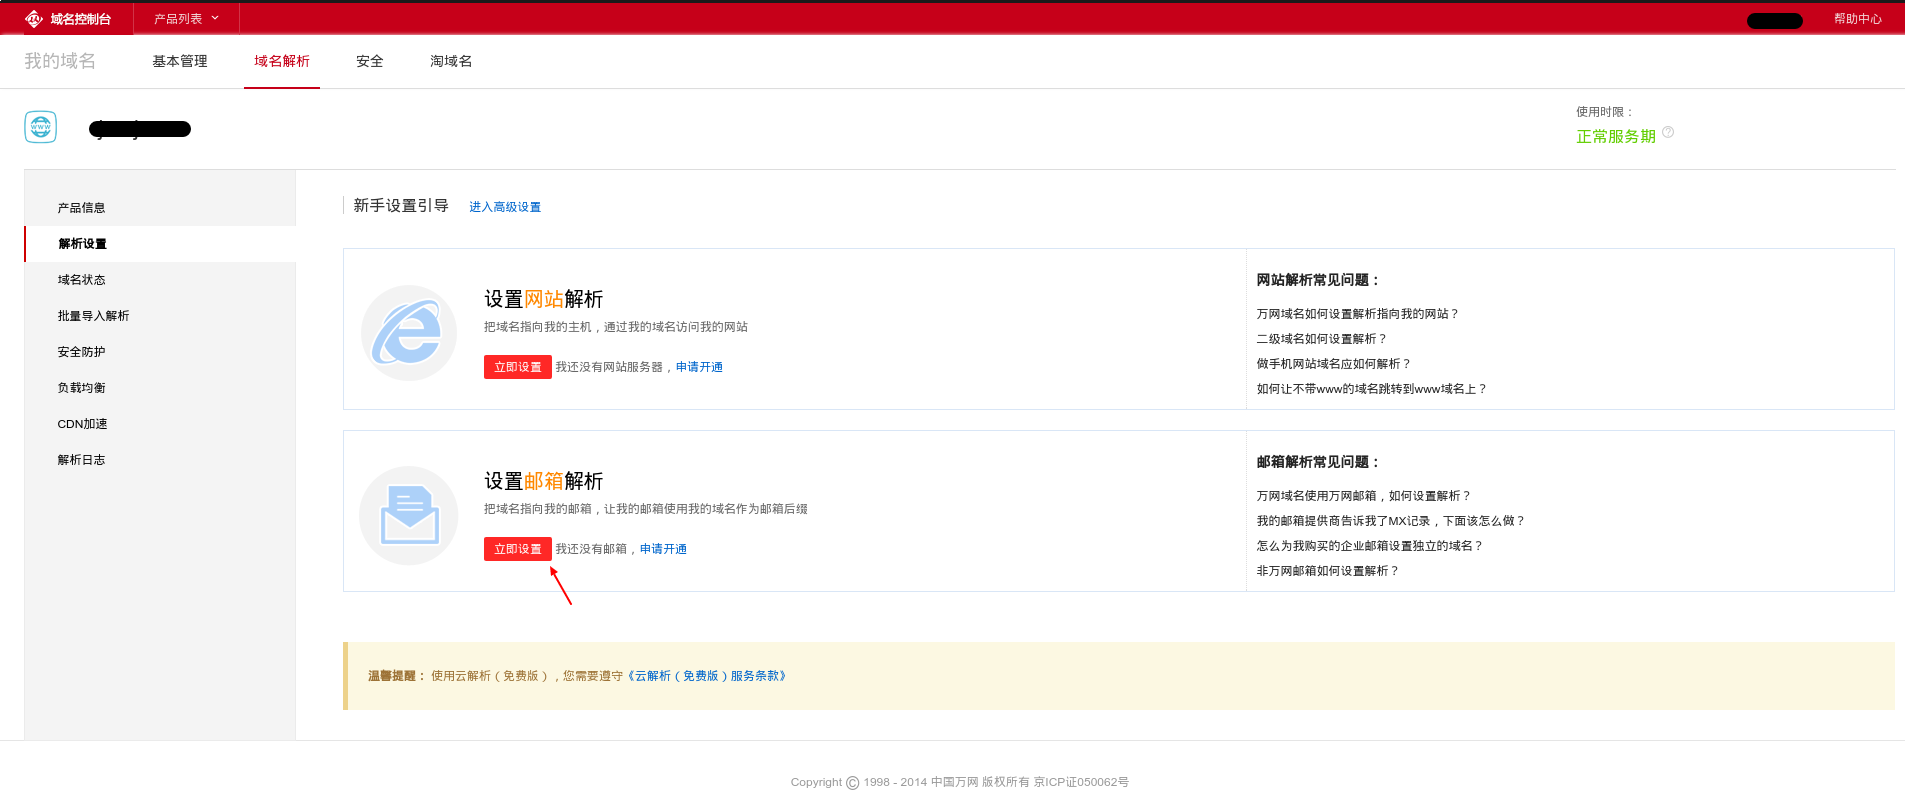 域名控制台 产品列表 帮助中心
我的域名 基本管理 域名解析 安全 淘域名
www
使用时限：
正常服务期 ?
产品信息
解析设置
域名状态
批量导入解析
安全防护
负载均衡
CDN加速
解析日志
新手设置引导 进入高级设置
设置网站解析
把域名指向我的主机，通过我的域名访问我的网站
立即设置 我还没有网站服务器，申请开通
网站解析常见问题：
万网域名如何设置解析指向我的网站？
二级域名如何设置解析？
做手机网站域名应如何解析？
如何让不带www的域名跳转到www域名上？
设置邮箱解析
把域名指向我的邮箱，让我的邮箱使用我的域名作为邮箱后缀
立即设置 我还没有邮箱，申请开通
邮箱解析常见问题：
万网域名使用万网邮箱，如何设置解析？
我的邮箱提供商告诉我了MX记录，下面该怎么做？
怎么为我购买的企业邮箱设置独立的域名？
非万网邮箱如何设置解析？
温馨提醒： 使用云解析（免费版），您需要遵守《云解析（免费版）服务条款》
Copyright © 1998 - 2014 中国万网 版权所有 京ICP证050062号